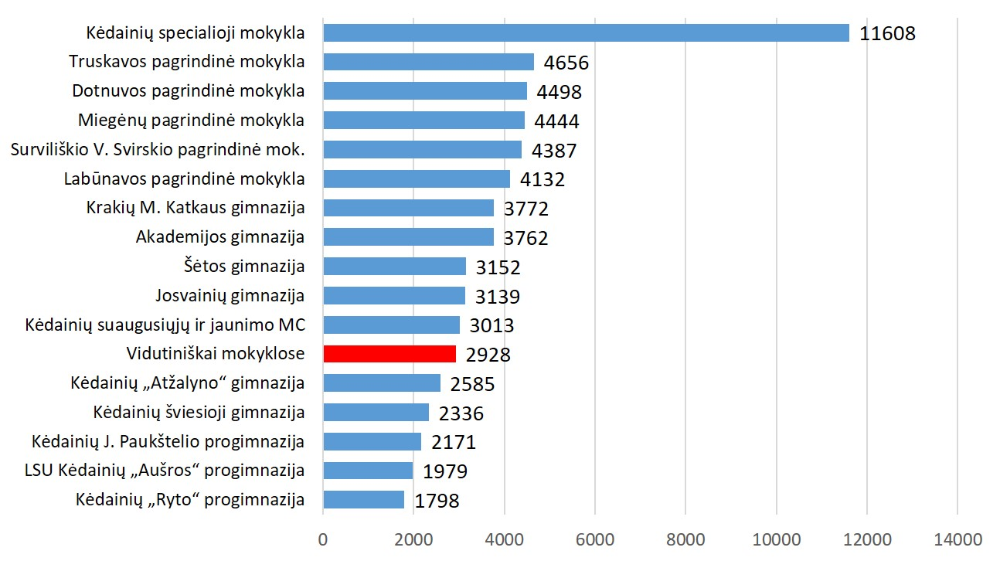 Kėdainių specialioji mokykla 11608
Truskavos pagrindinė mokykla 4656
Dotnuvos pagrindinė mokykla 4498
Miegėnų pagrindinė mokykla 4444
Surviliškio V. Svirskio pagrindinė mok. 4387
Labūnavos pagrindinė mokykla 4132
Krakių M. Katkaus gimnazija 3772
Akademijos gimnazija 3762
Šėtos gimnazija 3152
Josvainių gimnazija 3139
Kėdainių suaugusiųjų ir jaunimo MC 3013
Vidutiniškai mokyklose 2928
Kėdainių „Atžalyno“ gimnazija 2585
Kėdainių šviesioji gimnazija 2336
Kėdainių J. Paukštelio progimnazija 2171
LSU Kėdainių „Aušros“ progimnazija 1979
Kėdainių „Ryto“ progimnazija 1798
0 2000 4000 6000 8000 10000 12000 14000